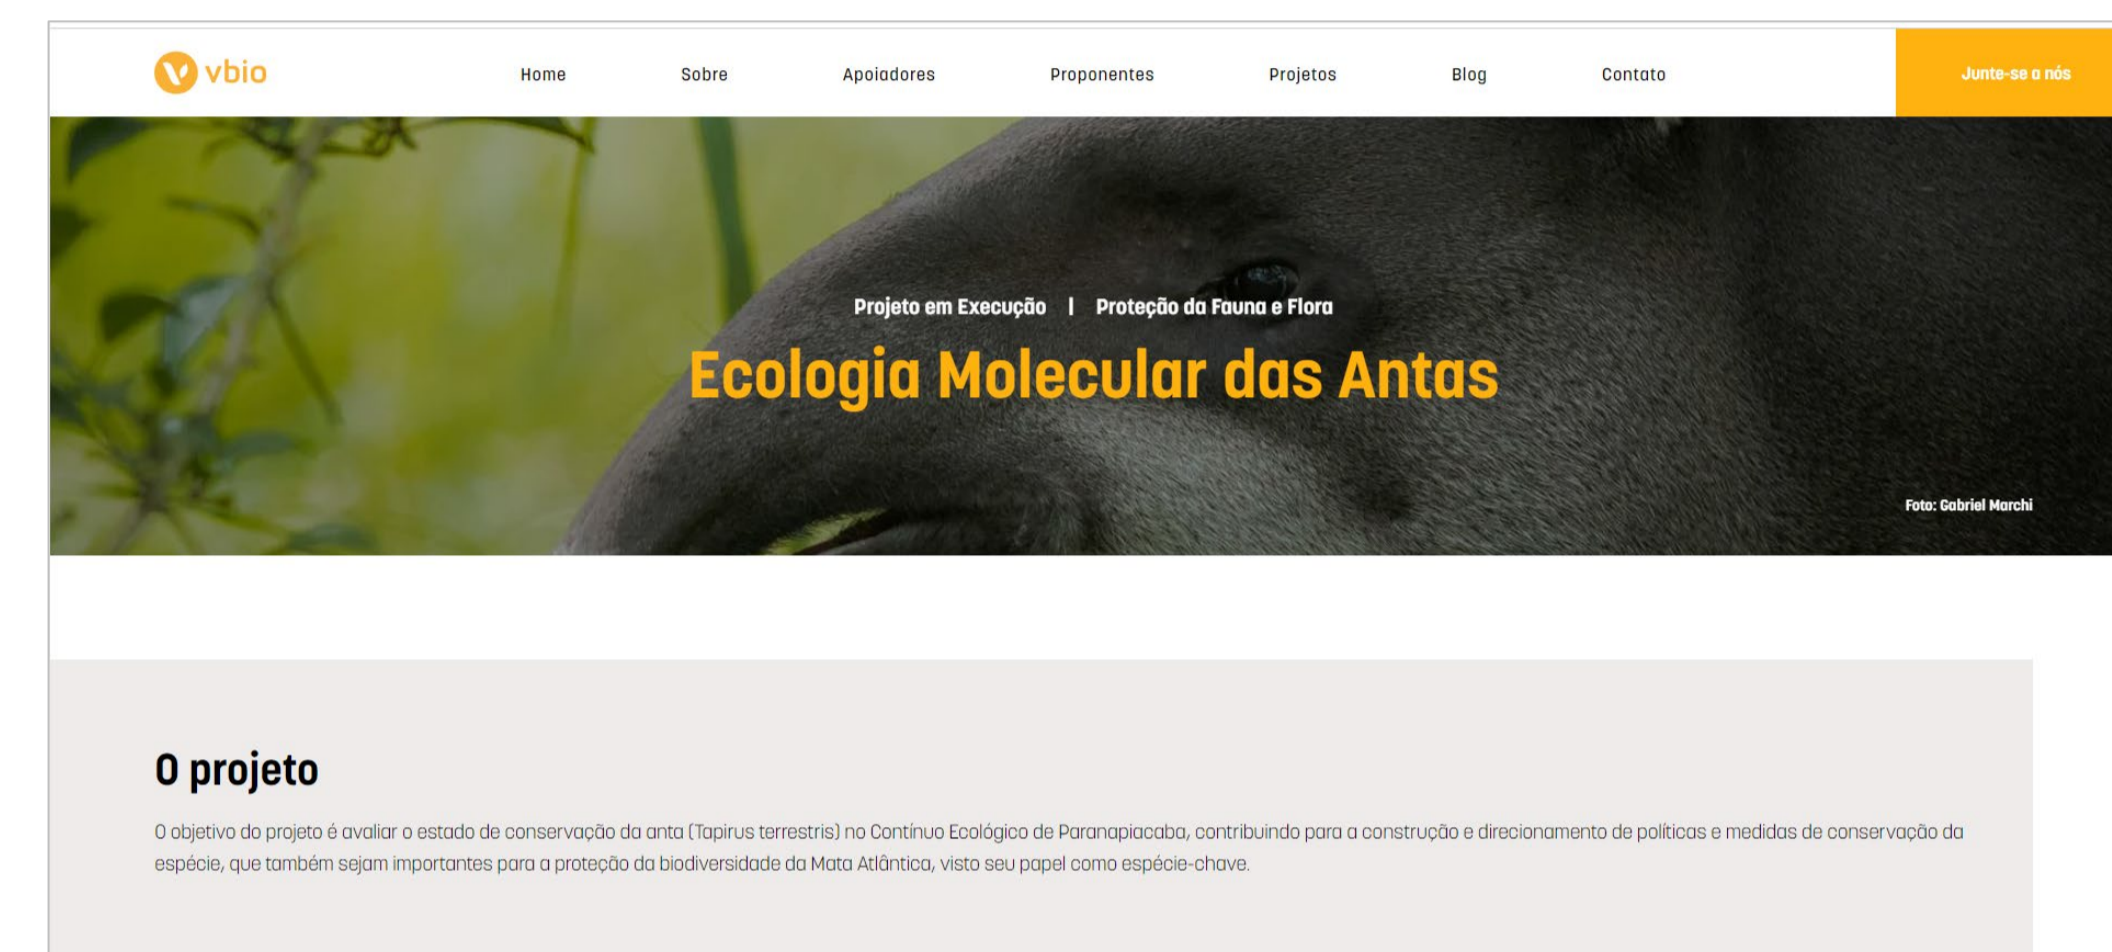 vbio
Home Sobre Apoiadores Proponentes Projetos Blog Contato Junte-se a nós
Projeto em Execução | Proteção da Fauna e Flora
Ecologia Molecular das Antas
Foto: Gabriel Marchi
O projeto
O objetivo do projeto é avaliar o estado de conservação da anta (Tapirus terrestris) no Contínuo Ecológico de Paranapiacaba, contribuindo para a construção e direcionamento de políticas e medidas de conservação da
espécie, que também sejam importantes para a proteção da biodiversidade da Mata Atlântica, visto seu papel como espécie-chave.